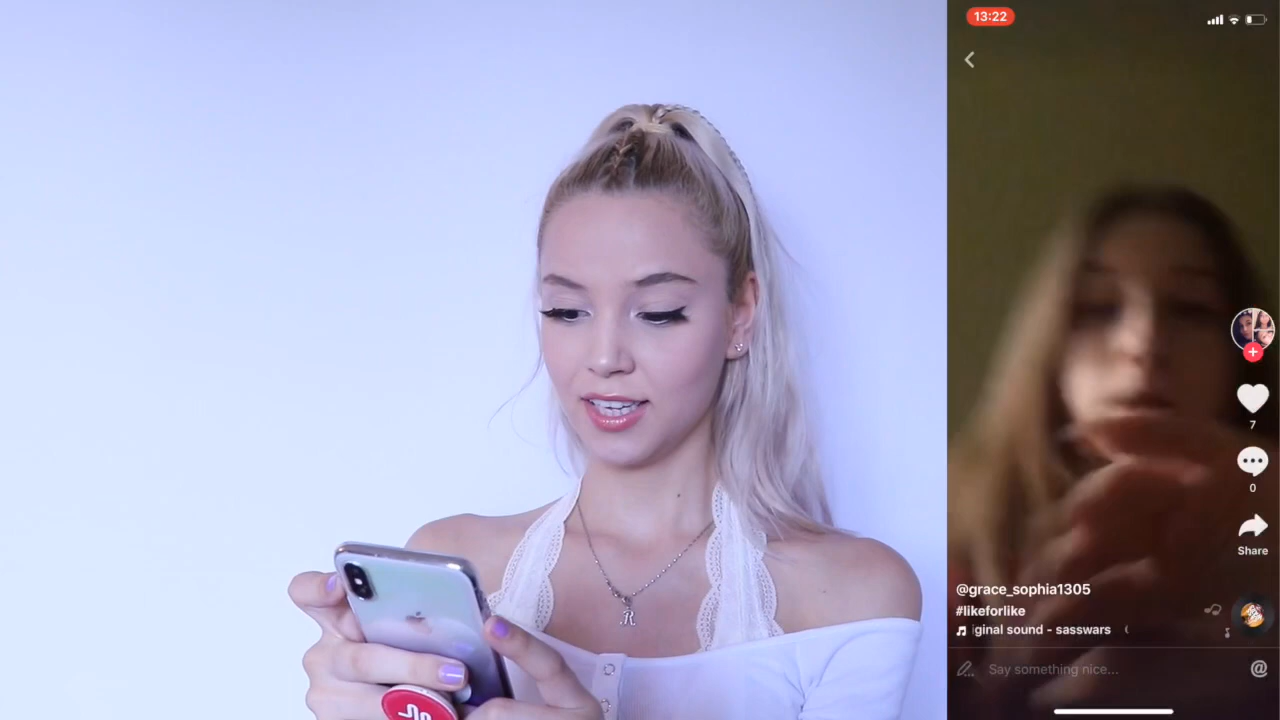 13:22
7
0
Share
@grace_sophia1305
#likeforlike
iginal sound - sasswars
Say something nice...
@
R